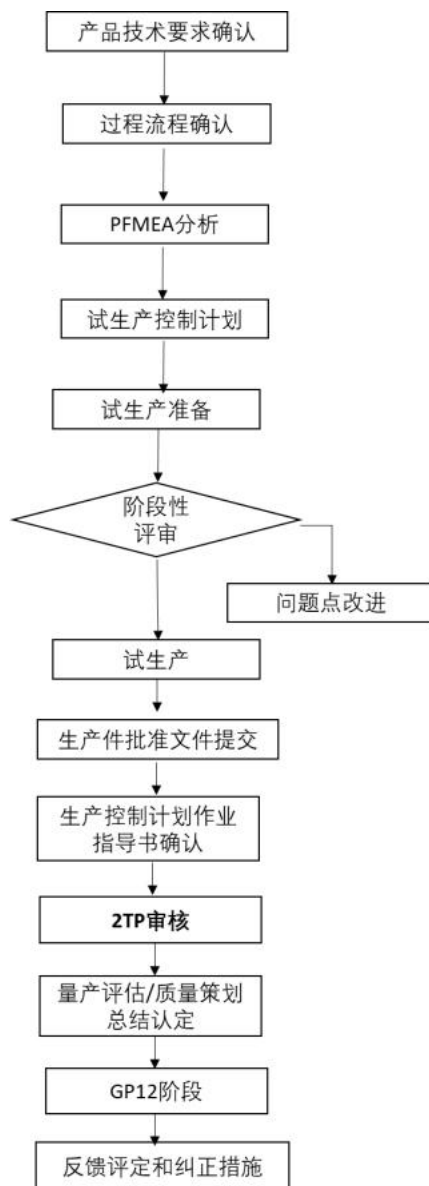 产品技术要求确认
过程流程确认
PFMEA分析
试生产控制计划
试生产准备
阶段性
评审
问题点改进
试生产
生产件批准文件提交
生产控制计划作业
指导书确认
2TP审核
量产评估/质量策划
总结认定
GP12阶段
反馈评定和纠正措施